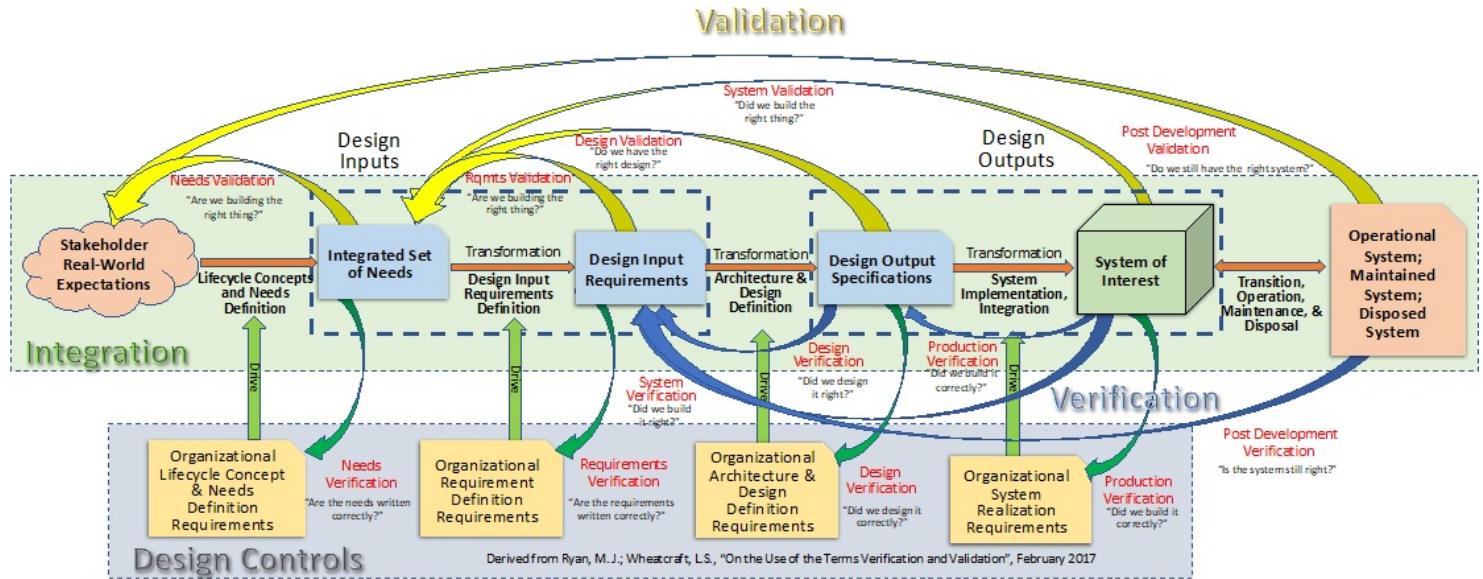 Validation
System Validation
"Did we build the
right thing?"
Design
Inputs
Design Validation
"Do we have the
right design?"
Design
Outputs
Post Development
Validation
"Do we still have the right system?"
Needs Validation
"Are we building the
right thing?"
Rqmts Validation
"Are we building the
right thing?"
Stakeholder
Real-World
Expectations
Lifecycle Concepts
and Needs
Definition
Integrated Set
of Needs
Transformation
Design Input
Requirements
Definition
Design Input
Requirements
Transformation
Architecture &
Design
Definition
Design Output
Specifications
Transformation
System
Implementation,
Integration
System of
Interest
Transition,
Operation,
Maintenance, &
Disposal
Operational
System;
Maintained
System;
Disposed
System
Integration
Drive
Drive
Drive
Drive
System
Verification
"Did we build
it right?"
Design
Verification
"Did we design
it right?"
Production
Verification
"Did we build it
correctly?"
Verification
Post Development
Verification
"Is the system still right?"
Organizational
Lifecycle Concept
& Needs
Definition
Requirements
Needs
Verification
"Are the needs written
correctly?"
Organizational
Requirement
Definition
Requirements
Requirements
Verification
"Are the requirements
written correctly?"
Organizational
Architecture &
Design
Definition
Requirements
Design
Verification
"Did we design it
correctly?"
Organizational
System
Realization
Requirements
Production
Verification
"Did we build it
correctly?"
Design Controls
Derived from Ryan, M.J.; Wheatcraft, L.S., "On the Use of the Terms Verification and Validation", February 2017